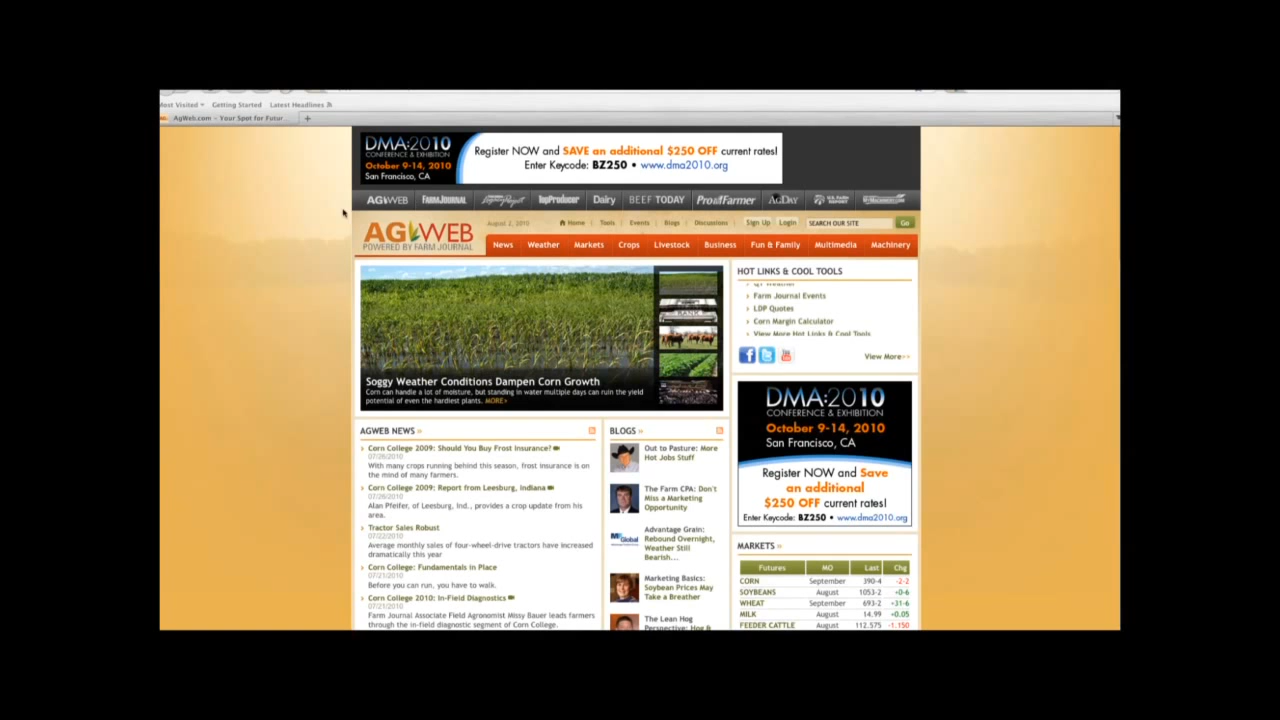 Most Visited Getting Started Latest Headlines
AgWeb.com - Your Spot for Futur...
DMA:2010
CONFERENCE & EXHIBITION
October 9-14, 2010
San Francisco, CA
Register NOW and SAVE an additional $250 OFF current rates!
Enter Keycode: BZ250 • www.dma2010.org
AGWEB FARM JOURNAL TopProducer Dairy BEEF TODAY Pro Farmer AGDAY
AGWEB
POWERED BY FARM JOURNAL
August 2, 2010 Home | Tools | Events | Blogs | Discussions Sign Up Login SEARCH OUR SITE Go
News Weather Markets Crops Livestock Business Fun & Family Multimedia Machinery
BANK
Soggy Weather Conditions Dampen Corn Growth
Corn can handle a lot of moisture, but standing in water multiple days can ruin the yield
potential of even the hardiest plants. MORE>
HOT LINKS & COOL TOOLS
Farm Journal Events
LDP Quotes
Corn Margin Calculator
View More Hot Links & Cool Tools
View More>>
DMA:2010
CONFERENCE & EXHIBITION
October 9-14, 2010
San Francisco, CA
Register NOW and Save
an additional
$250 OFF current rates!
Enter Keycode: BZ250 • www.dma2010.org
AGWEB NEWS »
Corn College 2009: Should You Buy Frost Insurance?
07/26/2010
With many crops running behind this season, frost insurance is on
the mind of many farmers.
Corn College 2009: Report from Leesburg, Indiana
07/26/2010
Alan Pfeifer, of Leesburg, Ind., provides a crop update from his
area.
Tractor Sales Robust
07/22/2010
Average monthly sales of four-wheel-drive tractors have increased
dramatically this year
Corn College: Fundamentals in Place
07/21/2010
Before you can run, you have to walk.
Corn College 2010: In-Field Diagnostics
07/21/2010
Farm Journal Associate Field Agronomist Missy Bauer leads farmers
through the in-field diagnostic segment of Corn College.
BLOGS »
Out to Pasture: More
Hot Jobs Stuff
The Farm CPA: Don't
Miss a Marketing
Opportunity
Advantage Grain:
Rebound Overnight,
Weather Still
Bearish...
Marketing Basics:
Soybean Prices May
Take a Breather
The Lean Hog
Perspective: Hog &
MARKETS »
Futures MO Last Chg
CORN September 390-4 -2-2
SOYBEANS August 1053-2 +0-6
WHEAT September 693-2 +31-6
MILK August 14.99 +0.05
FEEDER CATTLE August 112.575 -1.150